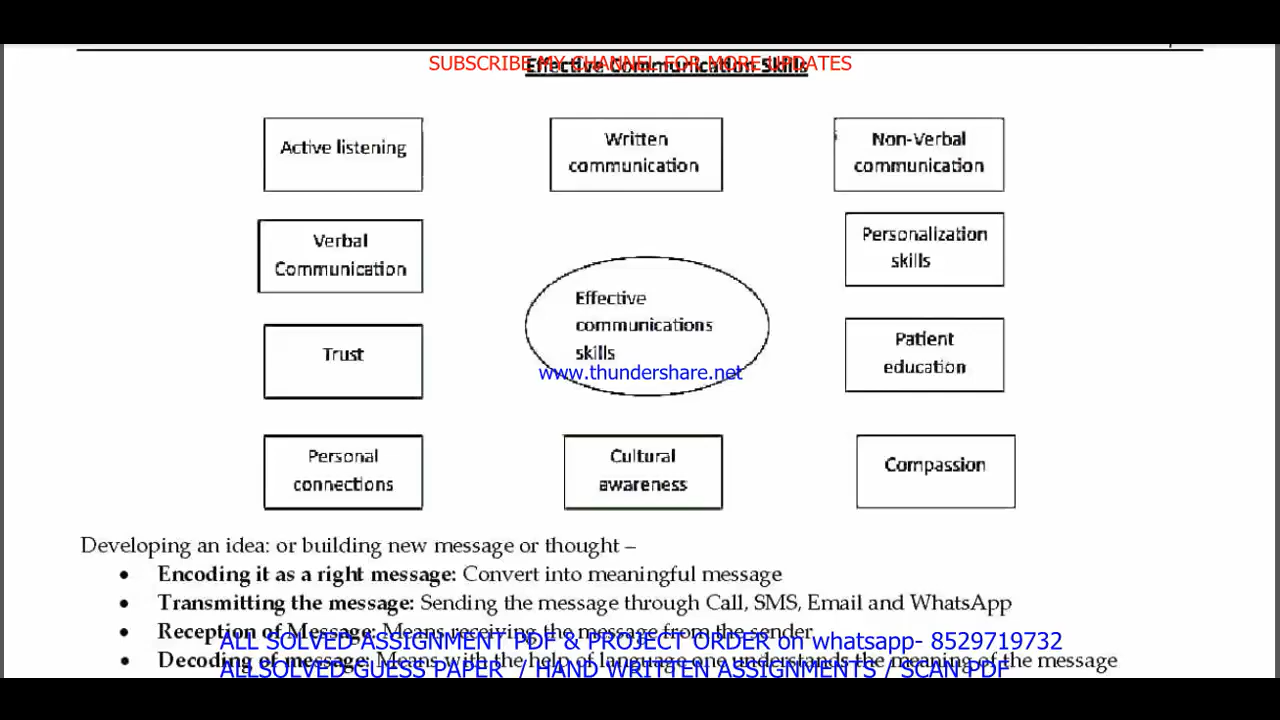 SUBSCRIBE MY CHANNEL FOR MORE UPDATES
Effective Communication Skills
Active listening
Written
communication
Non-Verbal
communication
Verbal
Communication
Personalization
skills
Effective
communications
skills
www.thundershare.net
Trust
Patient
education
Personal
connections
Cultural
awareness
Compassion
Developing an idea: or building new message or thought –
• Encoding it as a right message: Convert into meaningful message
• Transmitting the message: Sending the message through Call, SMS, Email and WhatsApp
• Reception of Message: Means receiving the message from the sender
ALL SOLVED ASSIGNMENT PDF & PROJECT ORDER on whatsapp- 8529719732
• Decoding of message: Means with the help of language one understands the meaning of the message
ALLSOLVED GUESS PAPER / HAND WRITTEN ASSIGNMENTS / SCAN PDF